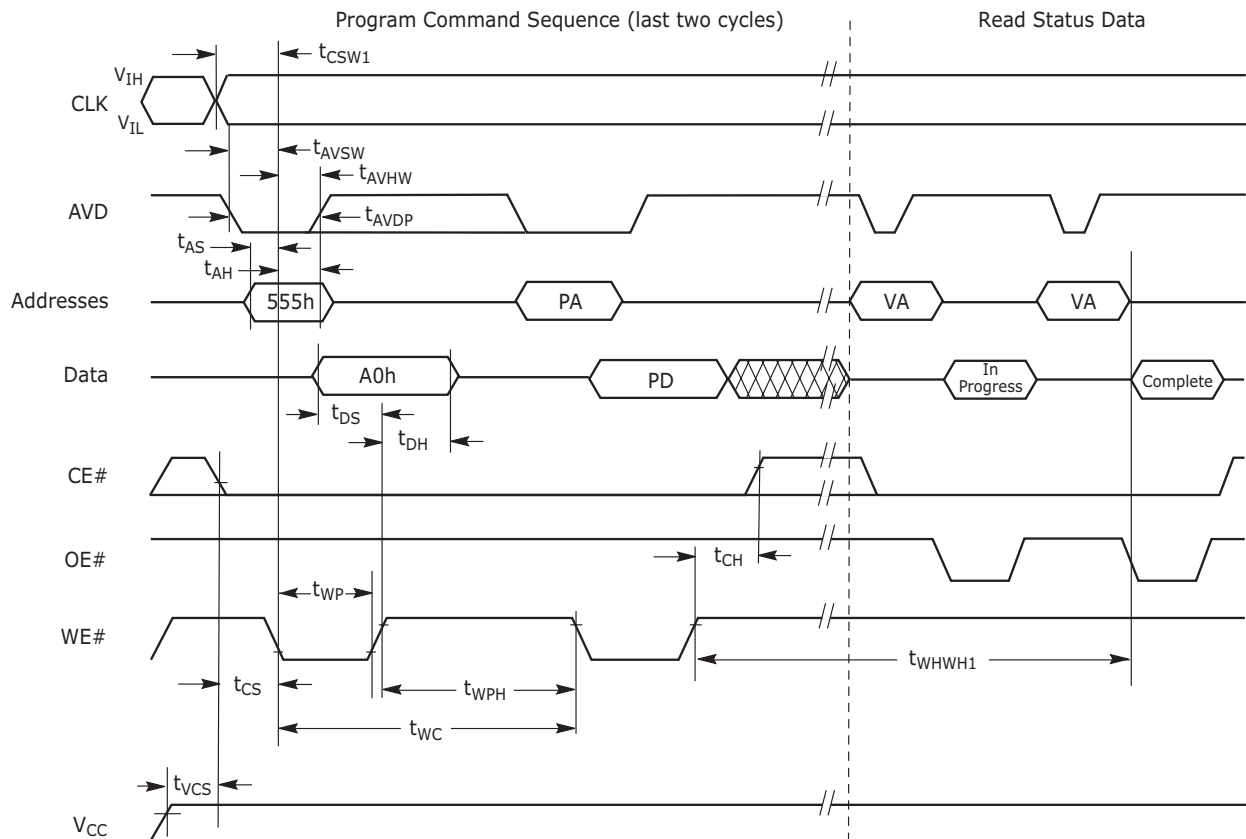 Program Command Sequence (last two cycles)
Read Status Data
tCSW1
VIH
CLK
VIL
tAVSW
tAVHW
AVD
tAVDP
tAS
tAH
Addresses
555h
PA
VA
VA
Data
A0h
PD
In
Progress
Complete
tDS
tDH
CE#
OE#
tCH
tWP
WE#
tWHWH1
tCS
tWPH
tWC
tVCS
VCC